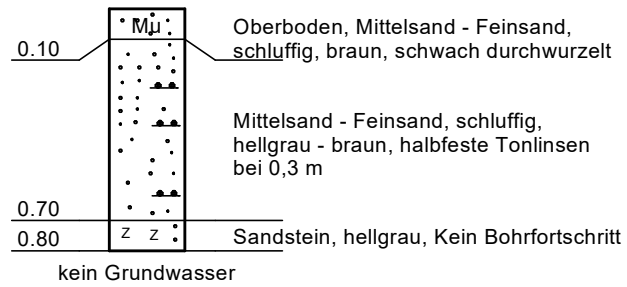 Mu
Oberboden, Mittelsand - Feinsand,
0.10
schluffig, braun, schwach durchwurzelt
Mittelsand - Feinsand, schluffig,
hellgrau - braun, halbfeste Tonlinsen
bei 0,3 m
0.70
z z
0.80
Sandstein, hellgrau, Kein Bohrfortschritt
kein Grundwasser